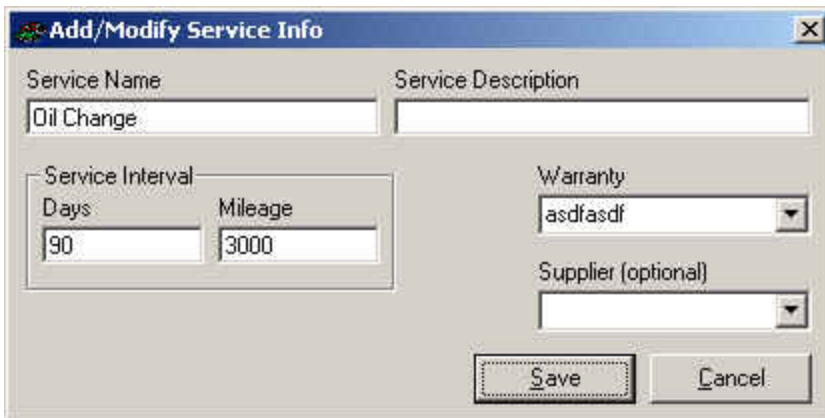 Add/Modify Service Info
Service Name
Service Description
Oil Change
Service Interval
Days
Mileage
90
3000
Warranty
asdfasdf
Supplier (optional)
Save
Cancel